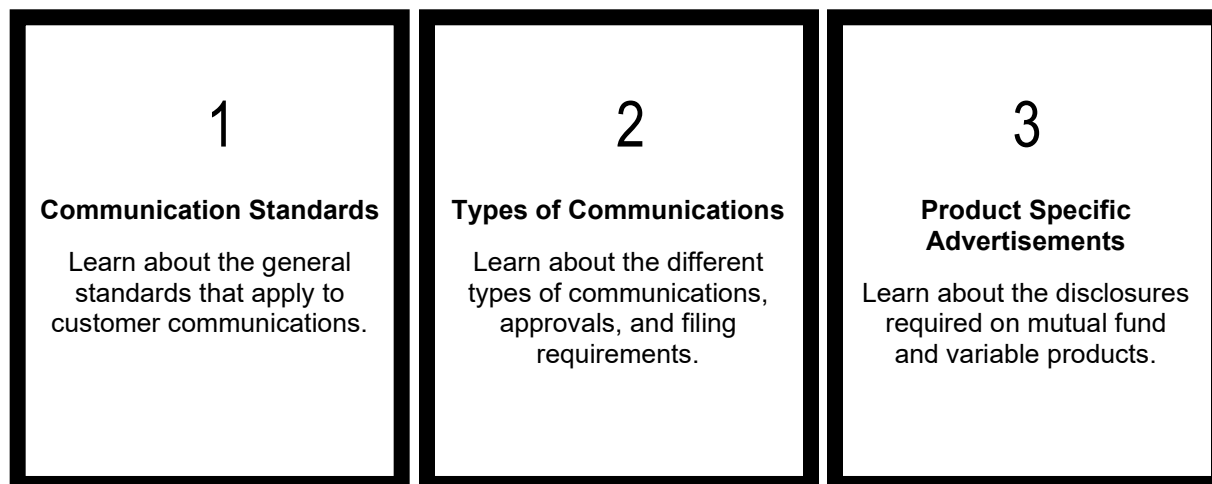 1
Communication Standards
Learn about the general
standards that apply to
customer communications.
2
Types of Communications
Learn about the different
types of communications,
approvals, and filing
requirements.
3
Product Specific
Advertisements
Learn about the disclosures
required on mutual fund
and variable products.